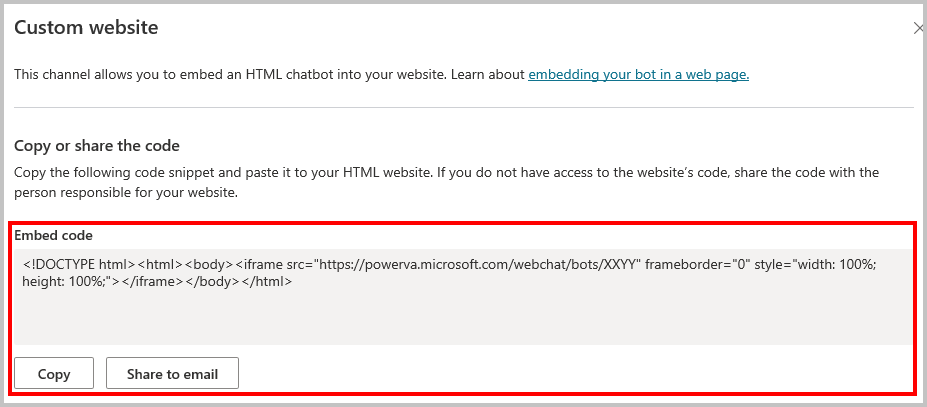 Custom website
This channel allows you to embed an HTML chatbot into your website. Learn about embedding your bot in a web page.
Copy or share the code
Copy the following code snippet and paste it to your HTML website. If you do not have access to the website's code, share the code with the
person responsible for your website.
Embed code
<!DOCTYPE html><html><body><iframe src="https://powerva.microsoft.com/webchat/bots/XXYY" frameborder="0" style="width: 100%;
height: 100%;"></iframe></body></html>
Copy
Share to email